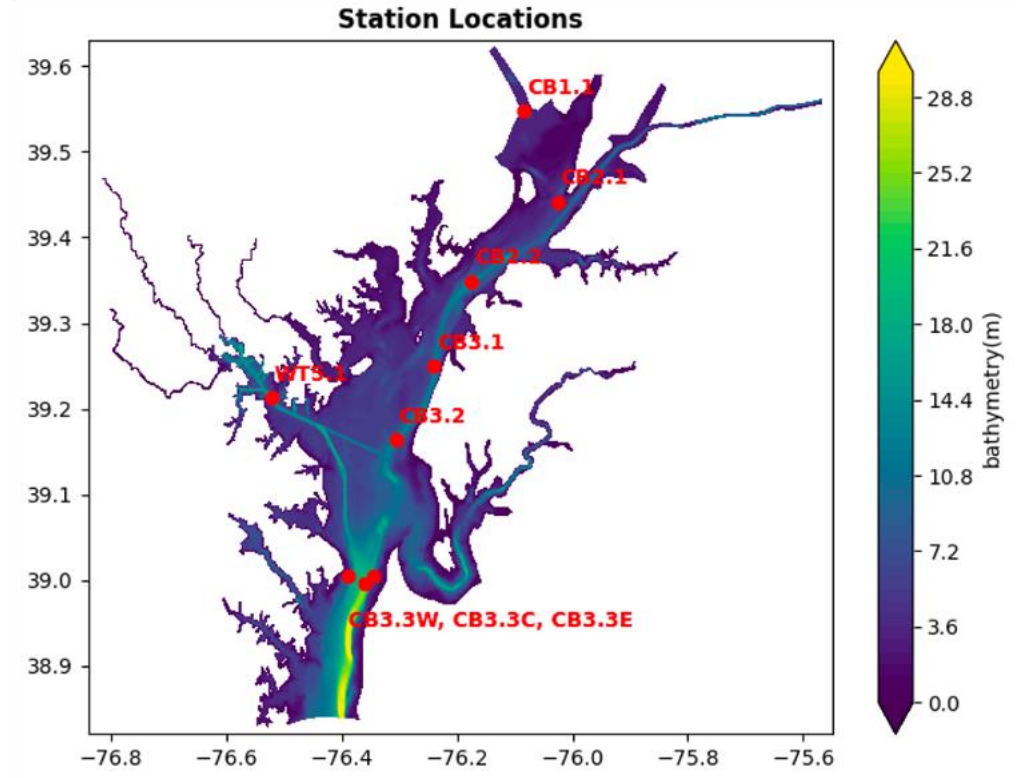 Station Locations
39.6
39.5
39.4
39.3
39.2
39.1
39.0
38.9
CB1.1
CB2.1
CB2.2
CB3.1
WT5.1
CB3.2
CB3.3W, CB3.3C, CB3.3E
−76.8
−76.6
−76.4
−76.2
−76.0
−75.8
−75.6
28.8
25.2
21.6
18.0
14.4
10.8
7.2
3.6
0.0
bathymetry(m)